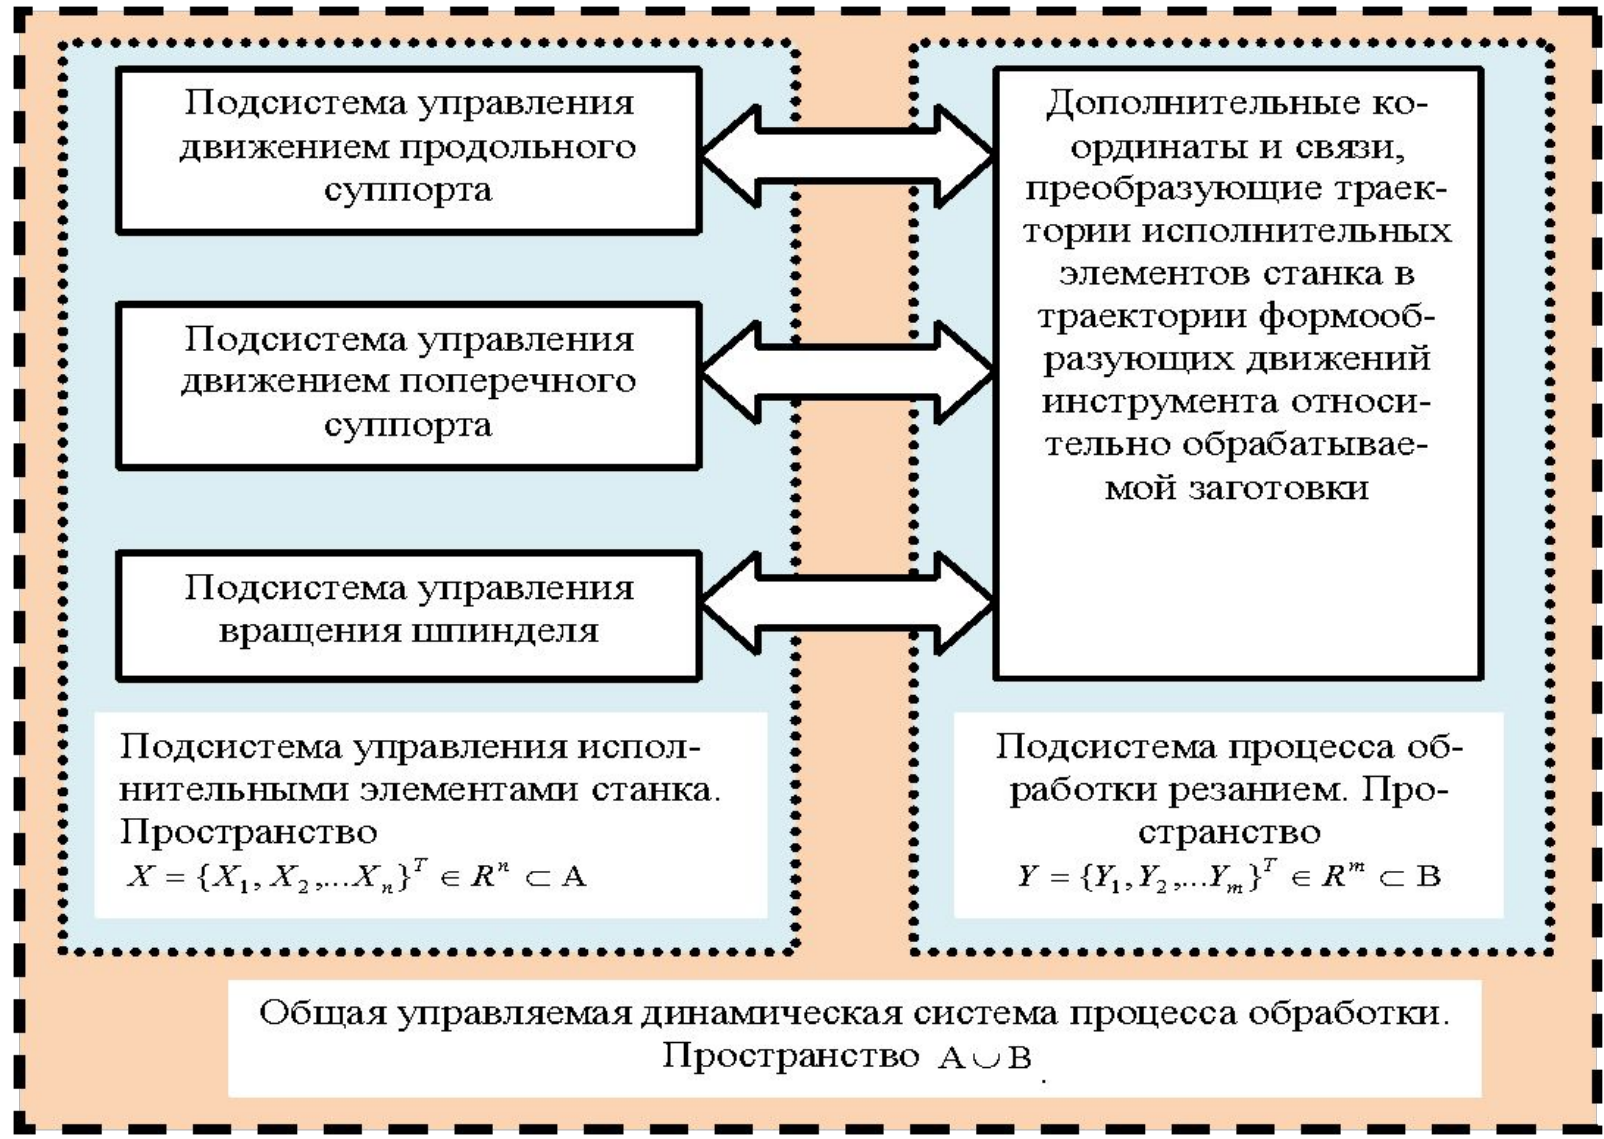 Подсистема управления
движением продольного
суппорта
Подсистема управления
движением поперечного
суппорта
Подсистема управления
вращения шпинделя
Подсистема управления испол-
нительными элементами станка.
Пространство
X = {X₁, X₂,...Xₙ}ᵀ ∈ Rⁿ ⊂ A
Дополнительные ко-
ординаты и связи,
преобразующие траек-
тории исполнительных
элементов станка в
траектории формооб-
разующих движений
инструмента относи-
тельно обрабатывае-
мой заготовки
Подсистема процесса об-
работки резанием. Про-
странство
Y = {Y₁, Y₂,...Yₘ}ᵀ ∈ Rᵐ ⊂ B
Общая управляемая динамическая система процесса обработки.
Пространство A ∪ B .